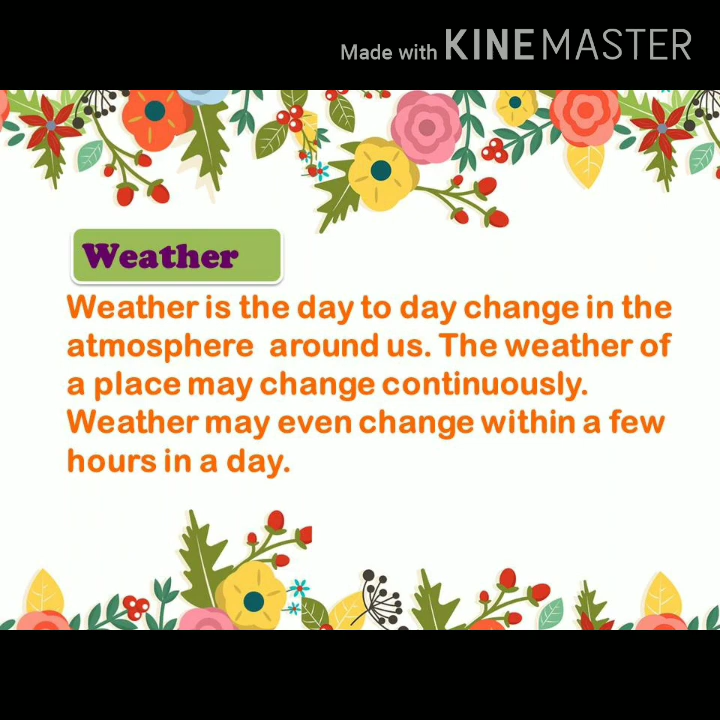 Made with KINEMASTER
Weather
Weather is the day to day change in the
atmosphere around us. The weather of
a place may change continuously.
Weather may even change within a few
hours in a day.